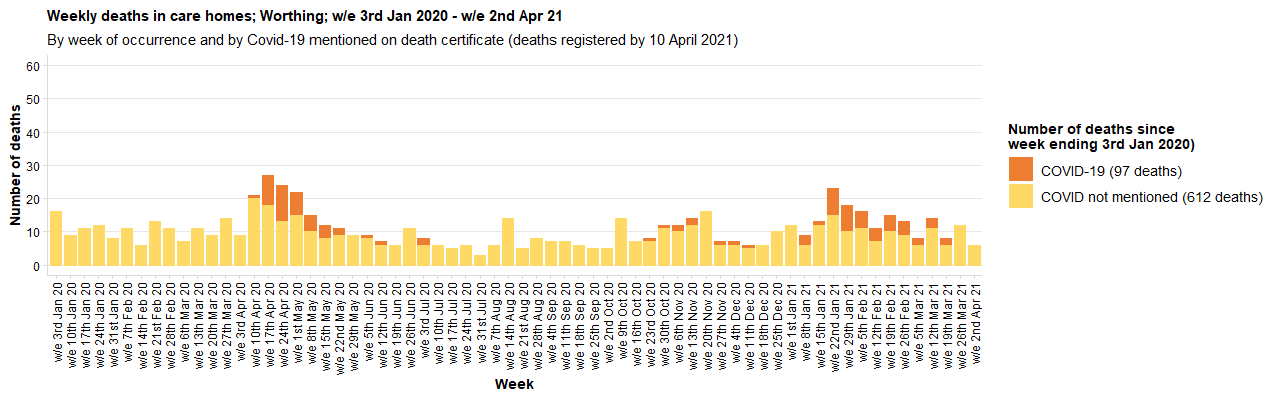 Weekly deaths in care homes; Worthing; w/e 3rd Jan 2020 - w/e 2nd Apr 21
By week of occurrence and by Covid-19 mentioned on death certificate (deaths registered by 10 April 2021)
Number of deaths
60
50
40
30
20
10
0
w/e 3rd Jan 20
w/e 10th Jan 20
w/e 17th Jan 20
w/e 24th Jan 20
w/e 31st Jan 20
w/e 7th Feb 20
w/e 14th Feb 20
w/e 21st Feb 20
w/e 28th Feb 20
w/e 6th Mar 20
w/e 13th Mar 20
w/e 20th Mar 20
w/e 27th Mar 20
w/e 3rd Apr 20
w/e 10th Apr 20
w/e 17th Apr 20
w/e 24th Apr 20
w/e 1st May 20
w/e 8th May 20
w/e 15th May 20
w/e 22nd May 20
w/e 29th May 20
w/e 5th Jun 20
w/e 12th Jun 20
w/e 19th Jun 20
w/e 26th Jun 20
w/e 3rd Jul 20
w/e 10th Jul 20
w/e 17th Jul 20
w/e 24th Jul 20
w/e 31st Jul 20
w/e 7th Aug 20
w/e 14th Aug 20
w/e 21st Aug 20
w/e 28th Aug 20
w/e 4th Sep 20
w/e 11th Sep 20
w/e 18th Sep 20
w/e 25th Sep 20
w/e 2nd Oct 20
w/e 9th Oct 20
w/e 16th Oct 20
w/e 23rd Oct 20
w/e 30th Oct 20
w/e 6th Nov 20
w/e 13th Nov 20
w/e 20th Nov 20
w/e 27th Nov 20
w/e 4th Dec 20
w/e 11th Dec 20
w/e 18th Dec 20
w/e 25th Dec 20
w/e 1st Jan 21
w/e 8th Jan 21
w/e 15th Jan 21
w/e 22nd Jan 21
w/e 29th Jan 21
w/e 5th Feb 21
w/e 12th Feb 21
w/e 19th Feb 21
w/e 26th Feb 21
w/e 5th Mar 21
w/e 12th Mar 21
w/e 19th Mar 21
w/e 26th Mar 21
w/e 2nd Apr 21
Week
Number of deaths since
week ending 3rd Jan 2020)
COVID-19 (97 deaths)
COVID not mentioned (612 deaths)